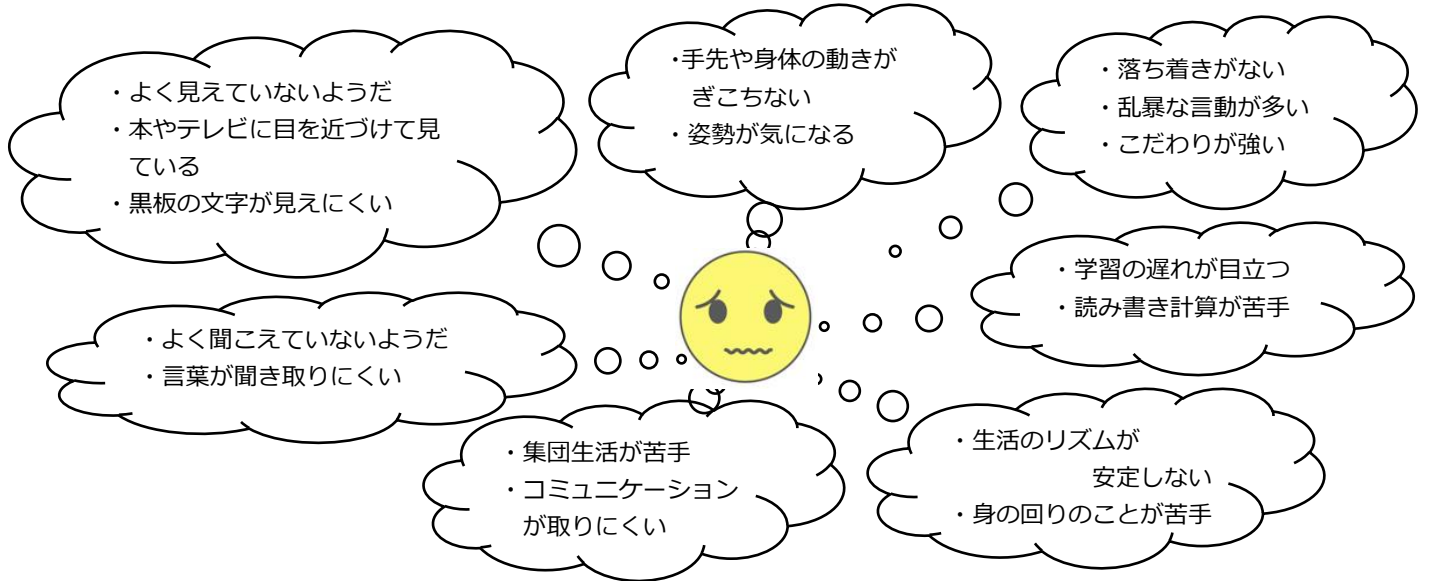 ・よく見えていないようだ
・本やテレビに目を近づけて見
ている
・黒板の文字が見えにくい
・手先や身体の動きが
ぎこちない
・姿勢が気になる
・落ち着きがない
・乱暴な言動が多い
・こだわりが強い
・学習の遅れが目立つ
・読み書き計算が苦手
・よく聞こえていないようだ
・言葉が聞き取りにくい
・集団生活が苦手
・コミュニケーション
が取りにくい
・生活のリズムが
安定しない
・身の回りのことが苦手